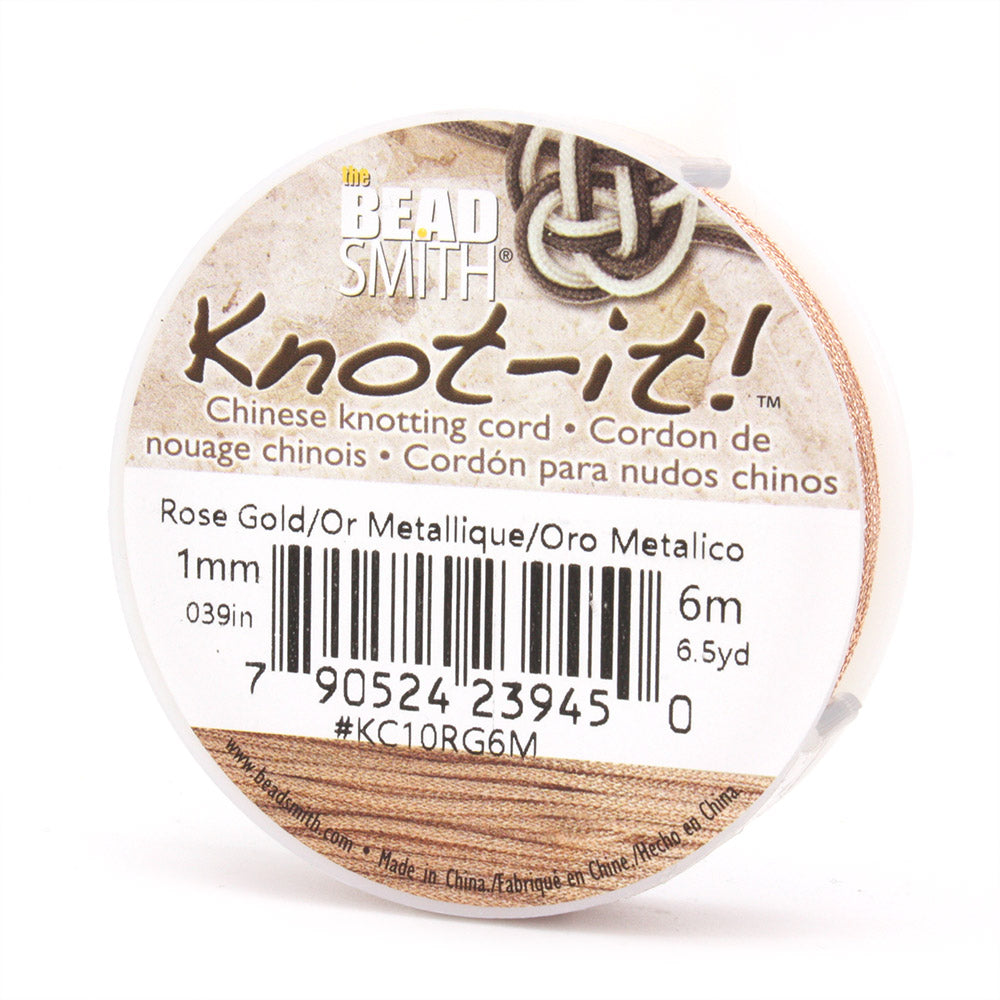 the
BEAD
SMITH®
Knot-it!™
Chinese knotting cord • Cordon de
nouage chinois • Cordón para nudos chinos
Rose Gold/Or Metallique/Oro Metalico
1mm
039in
6m
6.5yd
7 90524 23945 0
#KC10RG6M
www.beadsmith.com • Made in China./Fabriqué en Chine./Hecho en China.